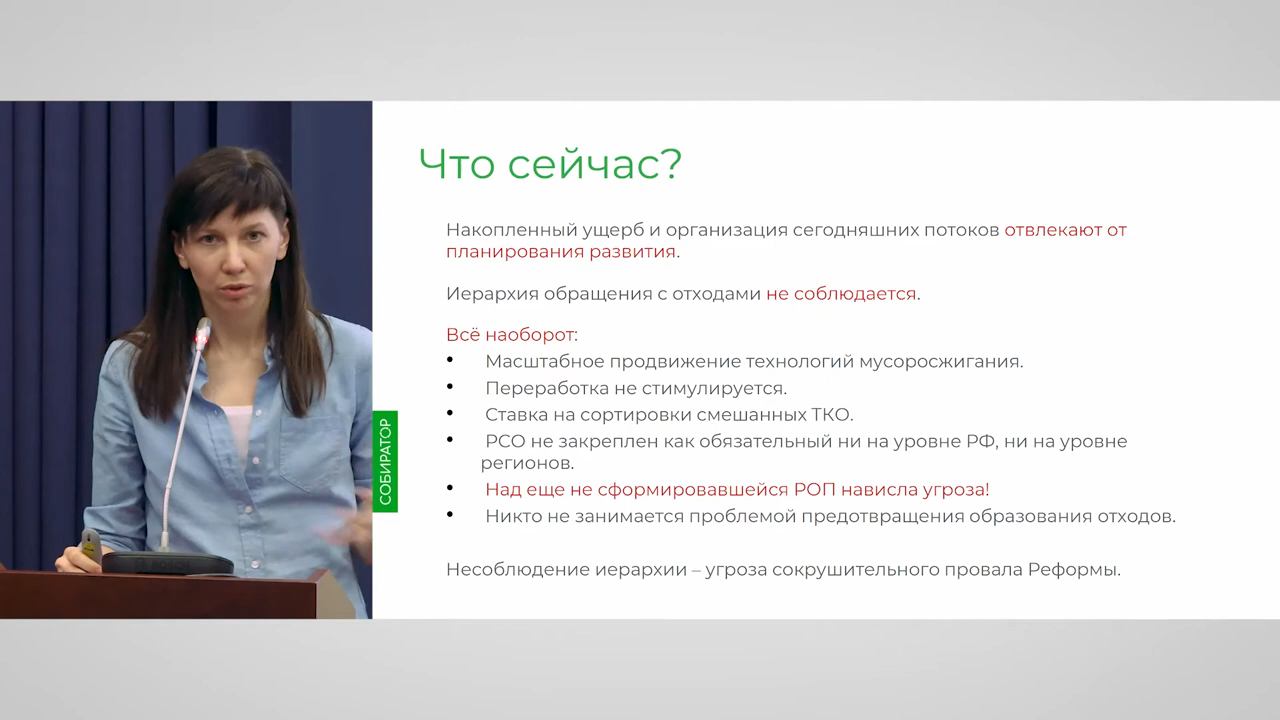 Что сейчас?
Накопленный ущерб и организация сегодняшних потоков отвлекают от
планирования развития.
Иерархия обращения с отходами не соблюдается.
Всё наоборот:
• Масштабное продвижение технологий мусоросжигания.
• Переработка не стимулируется.
• Ставка на сортировки смешанных ТКО.
• РСО не закреплен как обязательный ни на уровне РФ, ни на уровне
регионов.
• Над еще не сформировавшейся РОП нависла угроза!
• Никто не занимается проблемой предотвращения образования отходов.
Несоблюдение иерархии – угроза сокрушительного провала Реформы.
СОБИРАТОР
BOSCH